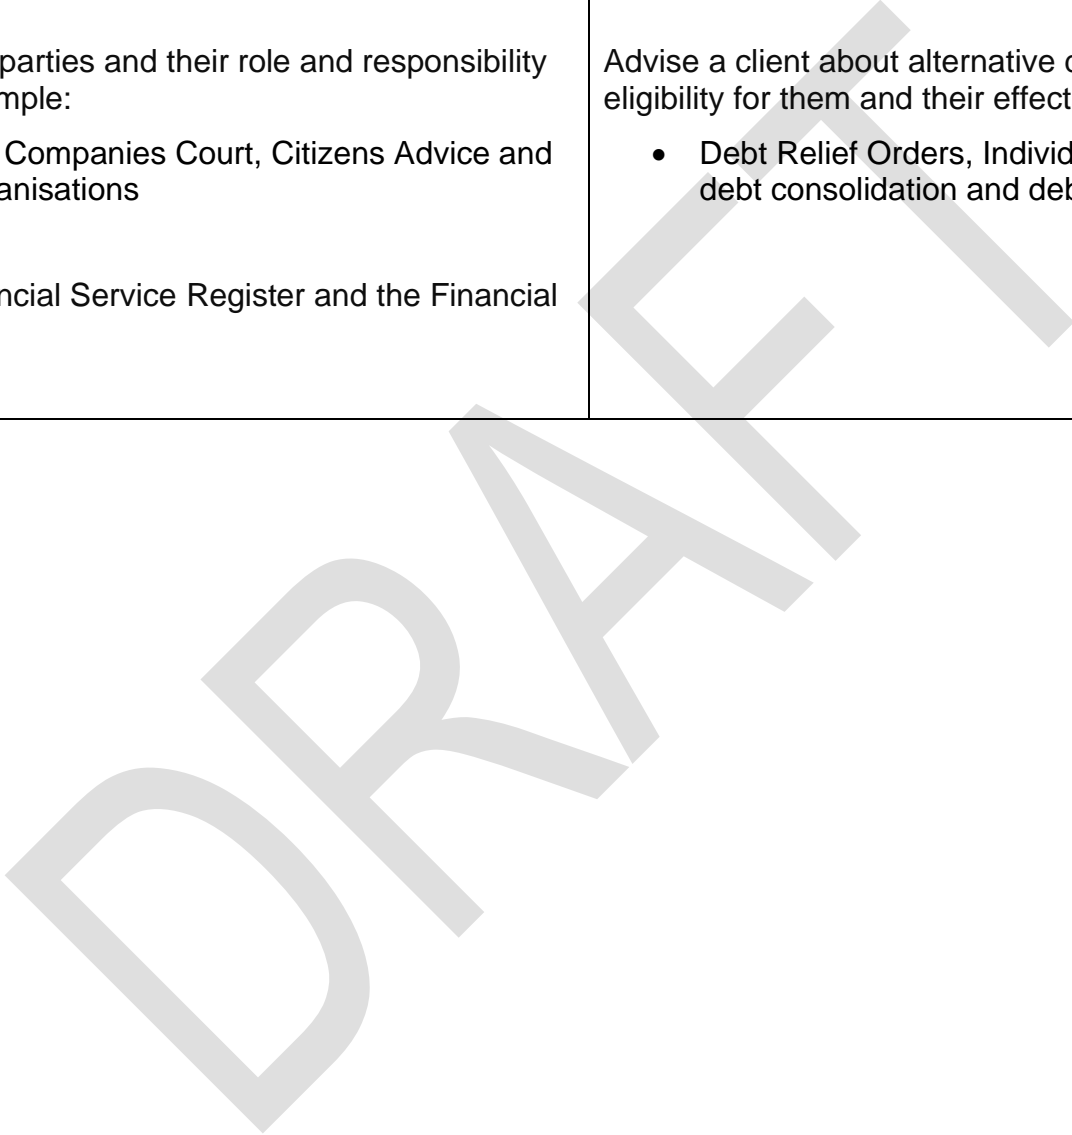 parties and their role and responsibility
mple:
Companies Court, Citizens Advice and
anisations
ncial Service Register and the Financial
Advise a client about alternative
eligibility for them and their effect
• Debt Relief Orders, Individ
debt consolidation and deb
DRAFT